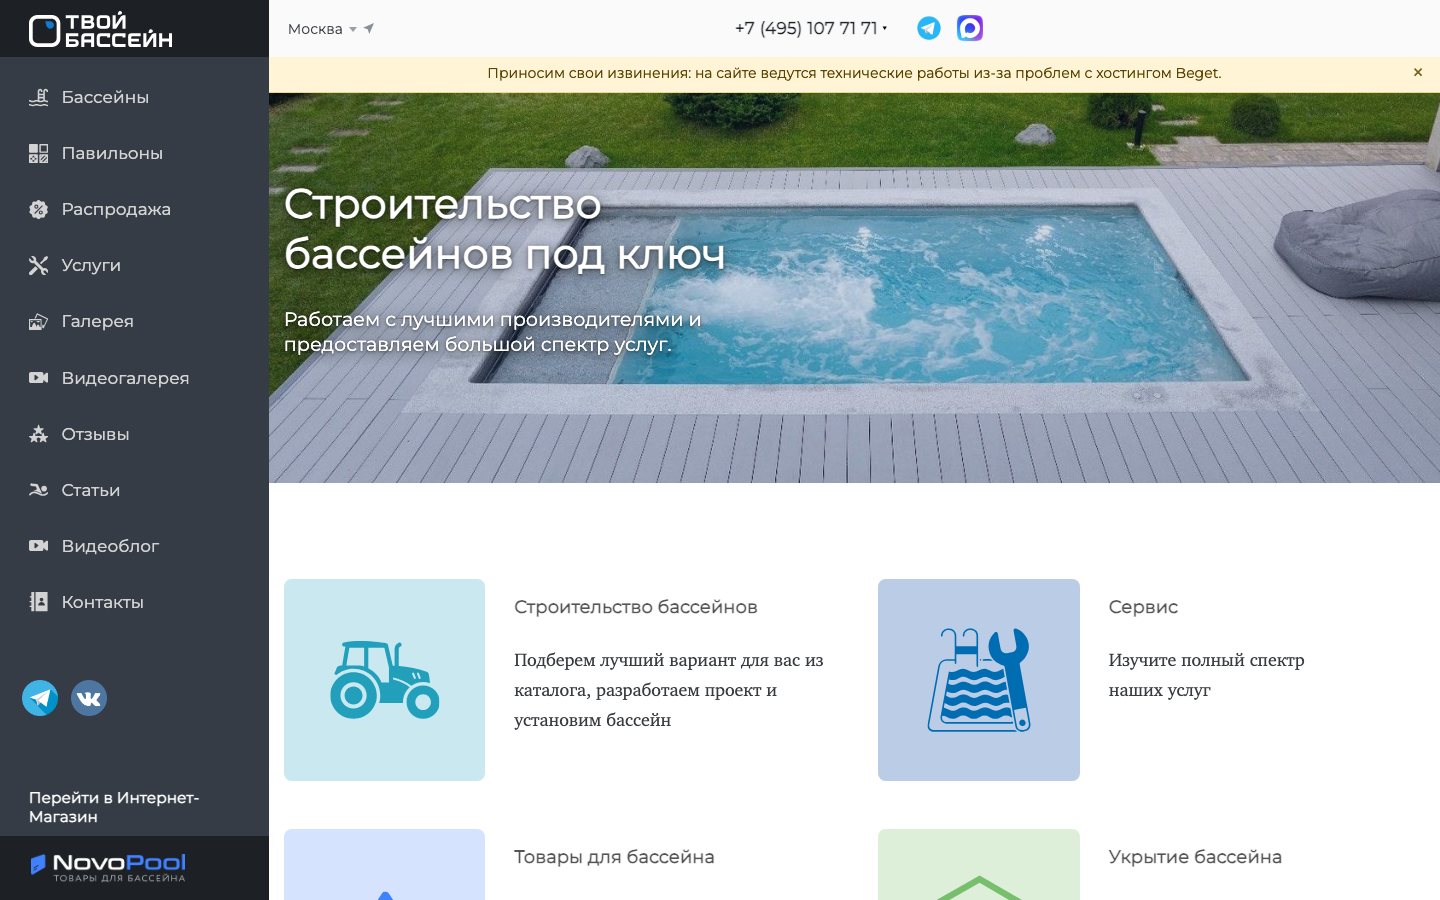 ТВОЙ
БАССЕЙН
Москва
+7 (495) 107 71 71
Приносим свои извинения: на сайте ведутся технические работы из-за проблем с хостингом Beget.
×
Бассейны
Павильоны
Распродажа
Услуги
Галерея
Видеогалерея
Отзывы
Статьи
Видеоблог
Контакты
Перейти в Интернет-
Магазин
NovoPool
ТОВАРЫ ДЛЯ БАССЕЙНА
Строительство
бассейнов под ключ
Работаем с лучшими производителями и
предоставляем большой спектр услуг.
Строительство бассейнов
Подберем лучший вариант для вас из
каталога, разработаем проект и
установим бассейн
Сервис
Изучите полный спектр
наших услуг
Товары для бассейна
Укрытие бассейна